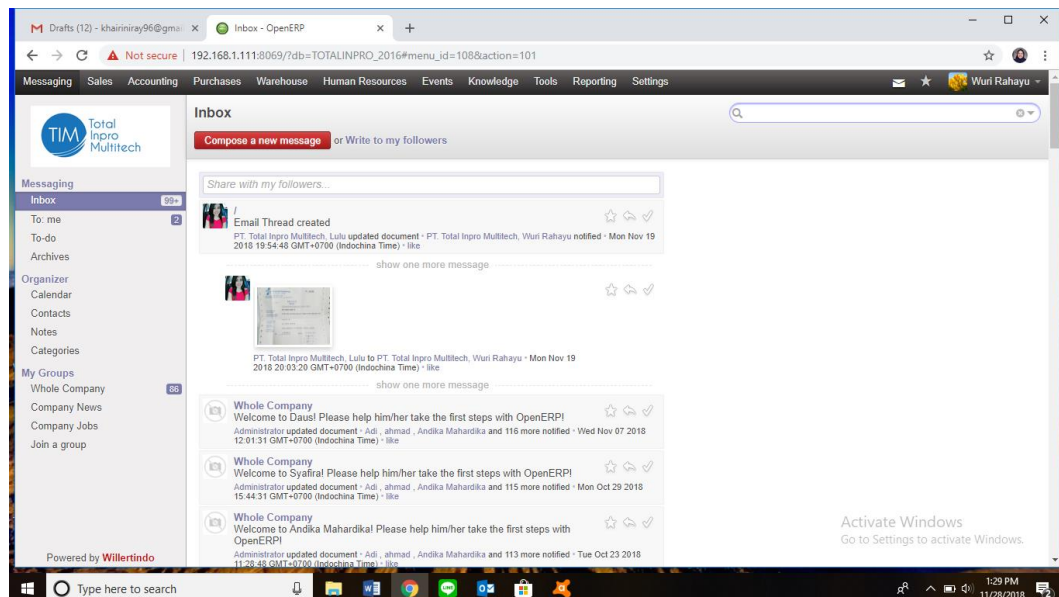 Drafts (12) - khairiniray96@gmai
Inbox - OpenERP
Not secure | 192.168.1.111:8069/?db=TOTALINPRO_2016#menu_id=108&action=101
Messaging Sales Accounting Purchases Warehouse Human Resources Events Knowledge Tools Reporting Settings Wuri Rahayu
TIM Total
Inpro
Multitech
Inbox
Compose a new message or Write to my followers
Messaging
Inbox 99+
To: me 2
To-do
Archives
Organizer
Calendar
Contacts
Notes
Categories
My Groups
Whole Company 86
Company News
Company Jobs
Join a group
Powered by Willertindo
Share with my followers...
/
Email Thread created
PT. Total Inpro Multitech, Lulu updated document • PT. Total Inpro Multitech, Wuri Rahayu notified • Mon Nov 19
2018 19:54:48 GMT+0700 (Indochina Time) • like
show one more message
PT. Total Inpro Multitech, Lulu to PT. Total Inpro Multitech, Wuri Rahayu • Mon Nov 19
2018 20:03:20 GMT+0700 (Indochina Time) • like
show one more message
Whole Company
Welcome to Daus! Please help him/her take the first steps with OpenERP!
Administrator updated document • Adi , ahmad , Andika Mahardika and 116 more notified • Wed Nov 07 2018
12:01:31 GMT+0700 (Indochina Time) • like
Whole Company
Welcome to Syafira! Please help him/her take the first steps with OpenERP!
Administrator updated document • Adi , ahmad , Andika Mahardika and 115 more notified • Mon Oct 29 2018
15:44:31 GMT+0700 (Indochina Time) • like
Whole Company
Welcome to Andika Mahardika! Please help him/her take the first steps with
OpenERP!
Administrator updated document • Adi , ahmad , Andika Mahardika and 113 more notified • Tue Oct 23 2018
11:28:48 GMT+0700 (Indochina Time) • like
Activate Windows
Go to Settings to activate Windows.
Type here to search
1:29 PM
11/28/2018